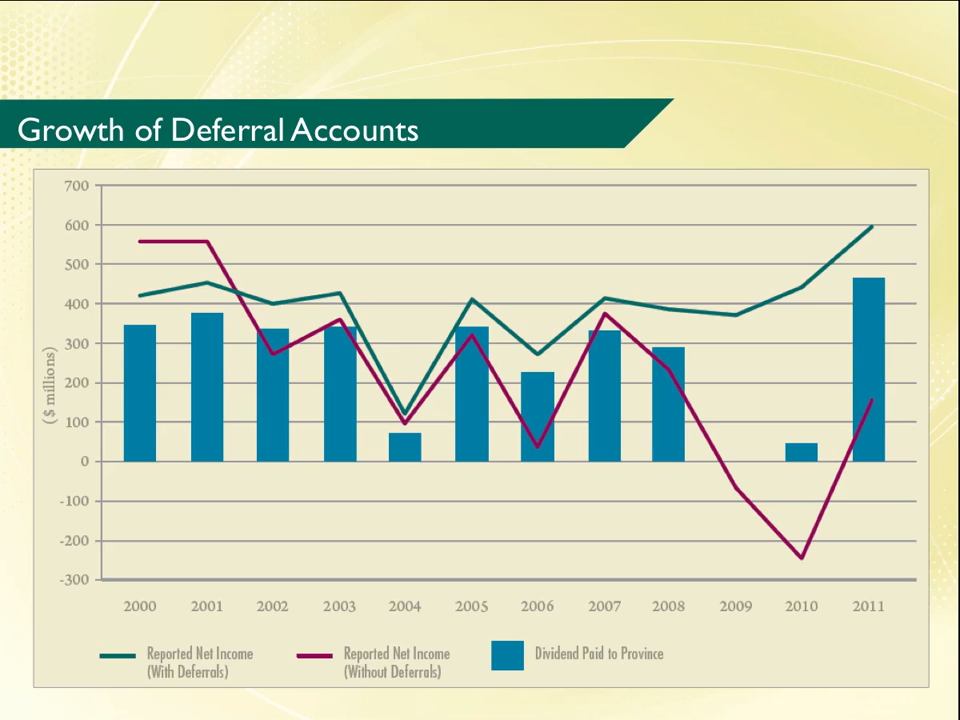 Growth of Deferral Accounts
700
600
500
400
300
200
100
0
-100
-200
-300
($ millions)
2000 2001 2002 2003 2004 2005 2006 2007 2008 2009 2010 2011
Reported Net Income
(With Deferrals)
Reported Net Income
(Without Deferrals)
Dividend Paid to Province